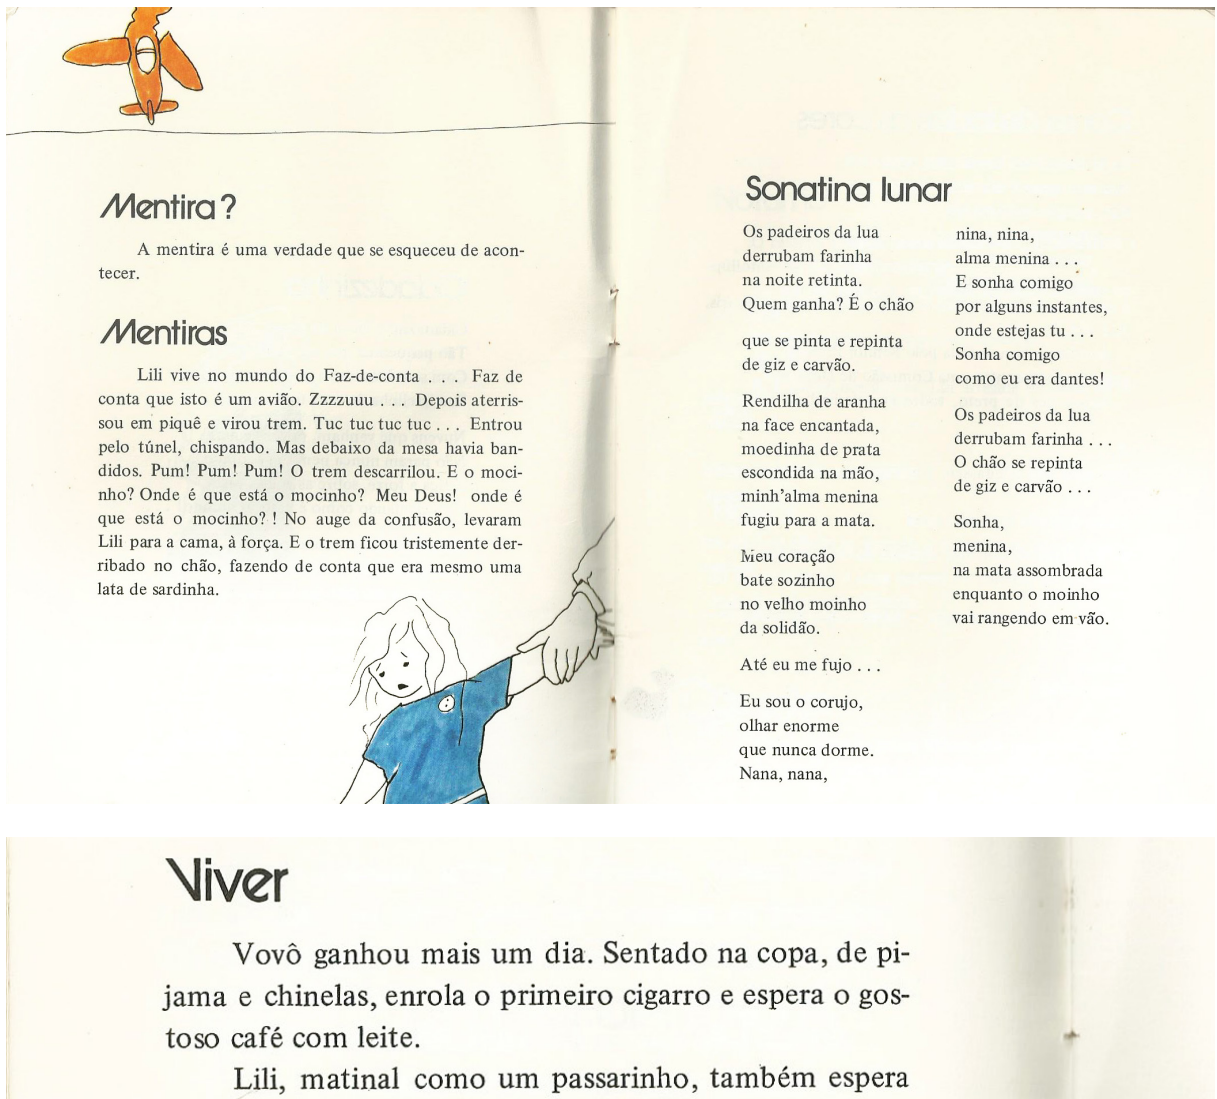 Mentira?
A mentira é uma verdade que se esqueceu de acon-
tecer.
Mentiras
Lili vive no mundo do Faz-de-conta . . . Faz de
conta que isto é um avião. Zzzzuuu . . . Depois aterris-
sou em piquê e virou trem. Tuc tuc tuc tuc . . . Entrou
pelo túnel, chispando. Mas debaixo da mesa havia ban-
didos. Pum! Pum! Pum! O trem descarrilou. E o moci-
nho? Onde é que está o mocinho? Meu Deus! onde é
que está o mocinho? ! No auge da confusão, levaram
Lili para a cama, à força. E o trem ficou tristemente der-
ribado no chão, fazendo de conta que era mesmo uma
lata de sardinha.
Sonatina lunar
Os padeiros da lua
derrubam farinha
na noite retinta.
Quem ganha? É o chão
que se pinta e repinta
de giz e carvão.
Rendilha de aranha
na face encantada,
moedinha de prata
escondida na mão,
minh'alma menina
fugiu para a mata.
Meu coração
bate sozinho
no velho moinho
da solidão.
Até eu me fujo . . .
Eu sou o corujo,
olhar enorme
que nunca dorme.
Nana, nana,
nina, nina,
alma menina . . .
E sonha comigo
por alguns instantes,
onde estejas tu . . .
Sonha comigo
como eu era dantes!
Os padeiros da lua
derrubam farinha . . .
O chão se repinta
de giz e carvão . . .
Sonha,
menina,
na mata assombrada
enquanto o moinho
vai rangendo em vão.
Viver
Vovô ganhou mais um dia. Sentado na copa, de pi-
jama e chinelas, enrola o primeiro cigarro e espera o gos-
toso café com leite.
Lili, matinal como um passarinho, também espera